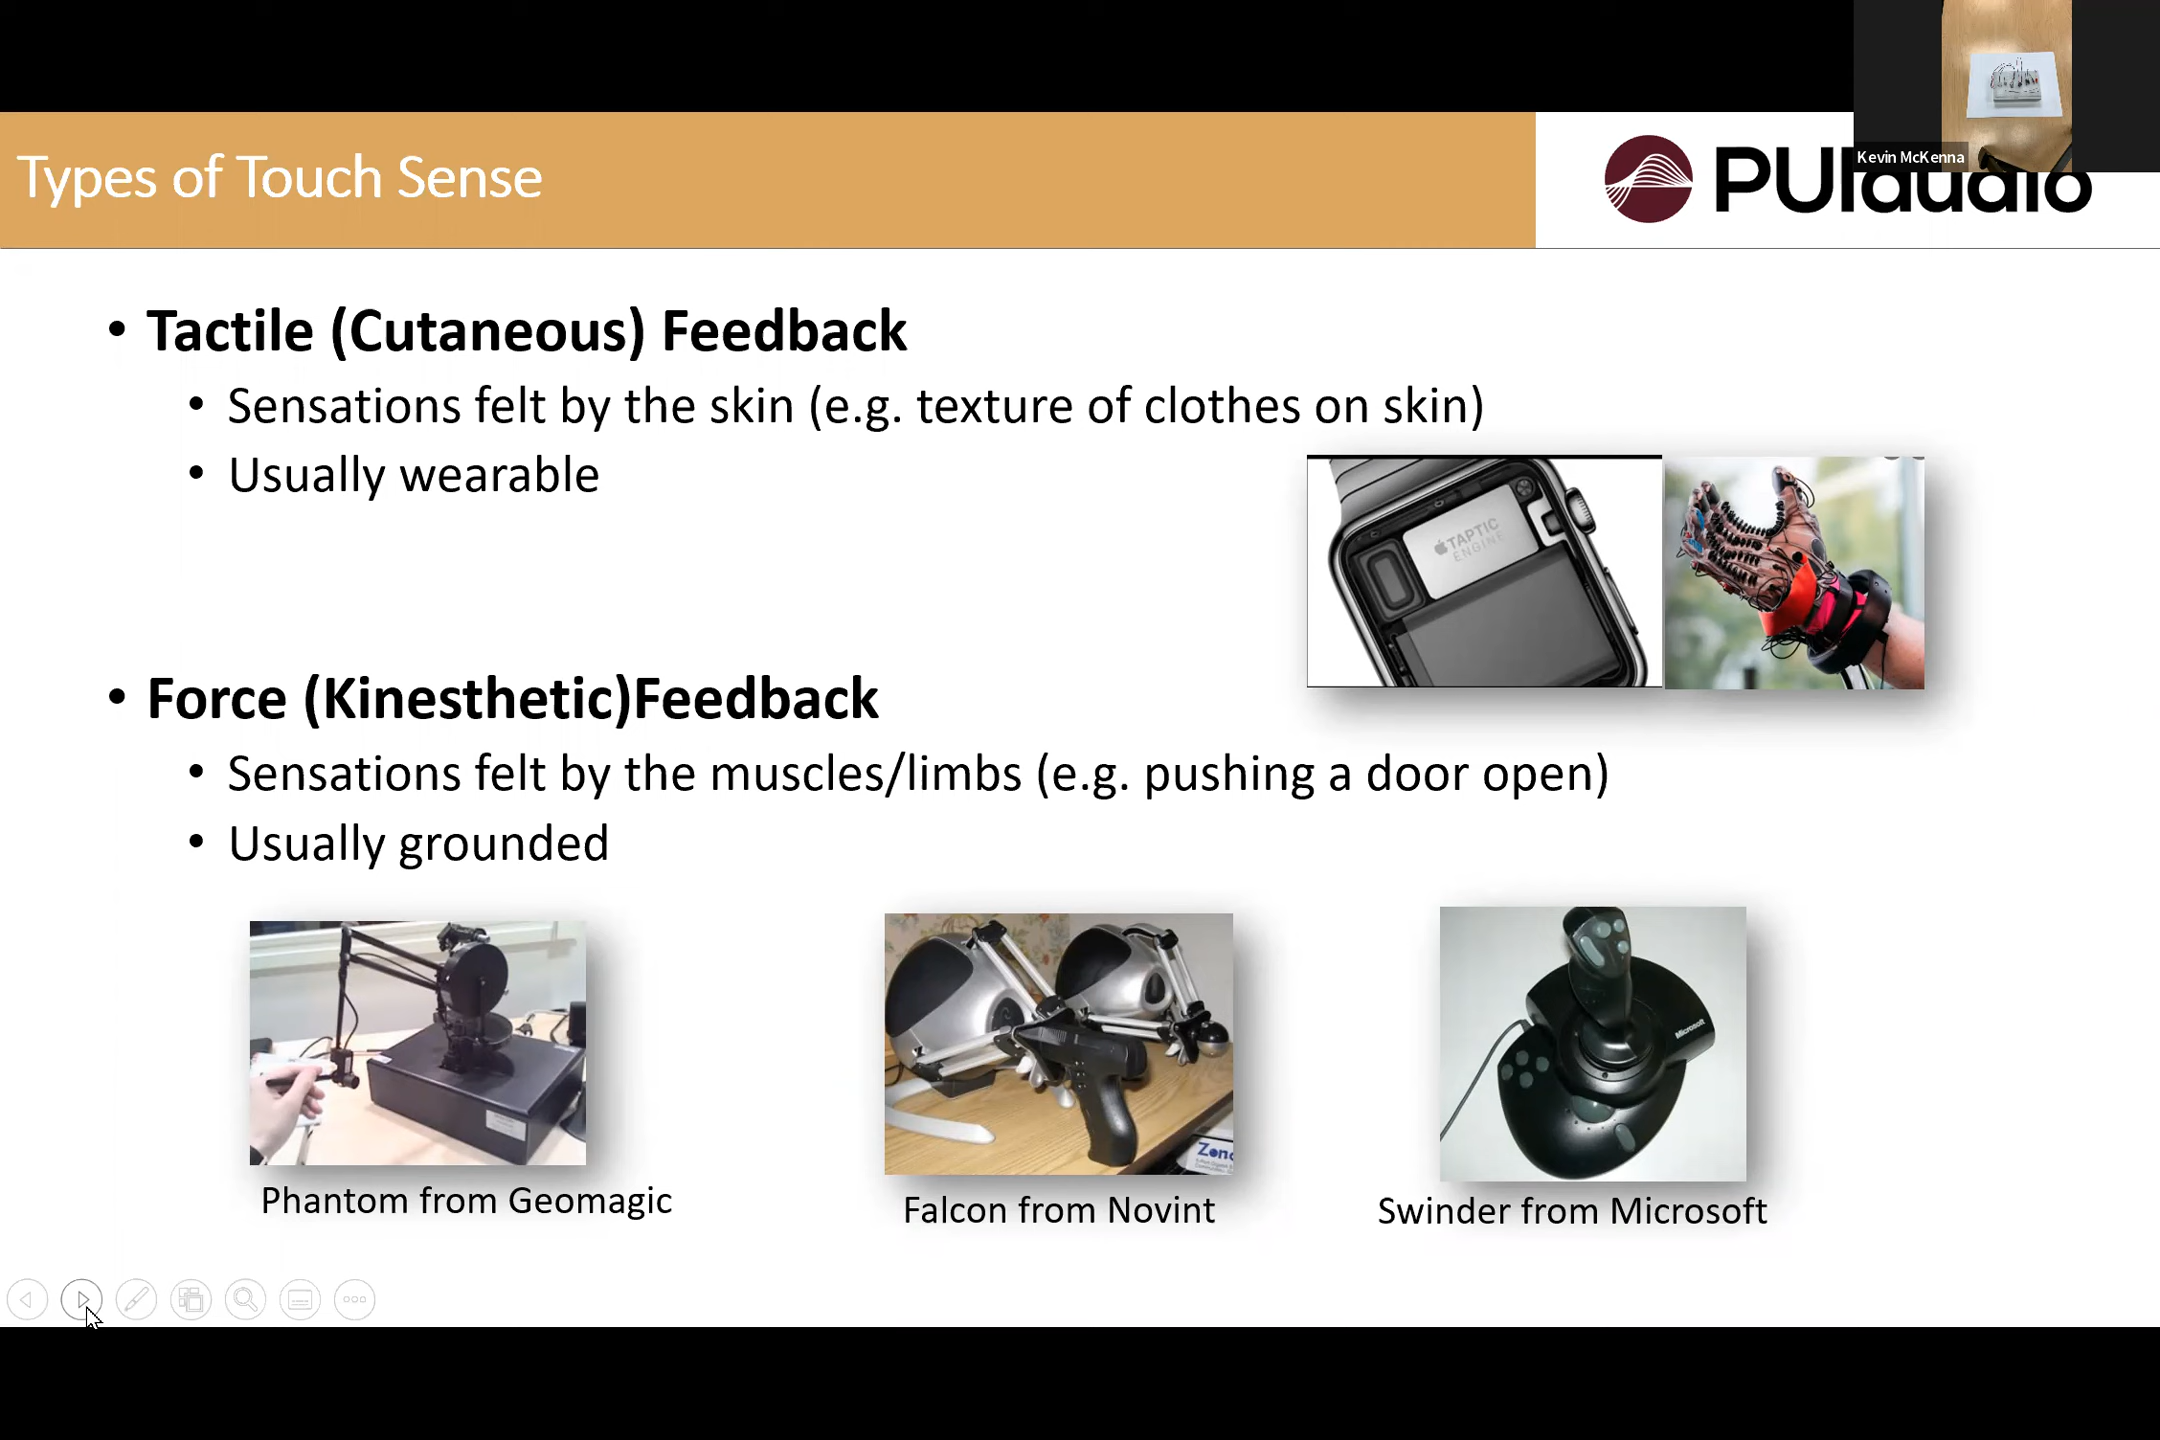 Kevin McKenna
Types of Touch Sense
PUIaudio
• Tactile (Cutaneous) Feedback
• Sensations felt by the skin (e.g. texture of clothes on skin)
• Usually wearable
TAPTIC
ENGINE
• Force (Kinesthetic)Feedback
• Sensations felt by the muscles/limbs (e.g. pushing a door open)
• Usually grounded
Microsoft
Phantom from Geomagic
Falcon from Novint
Swinder from Microsoft